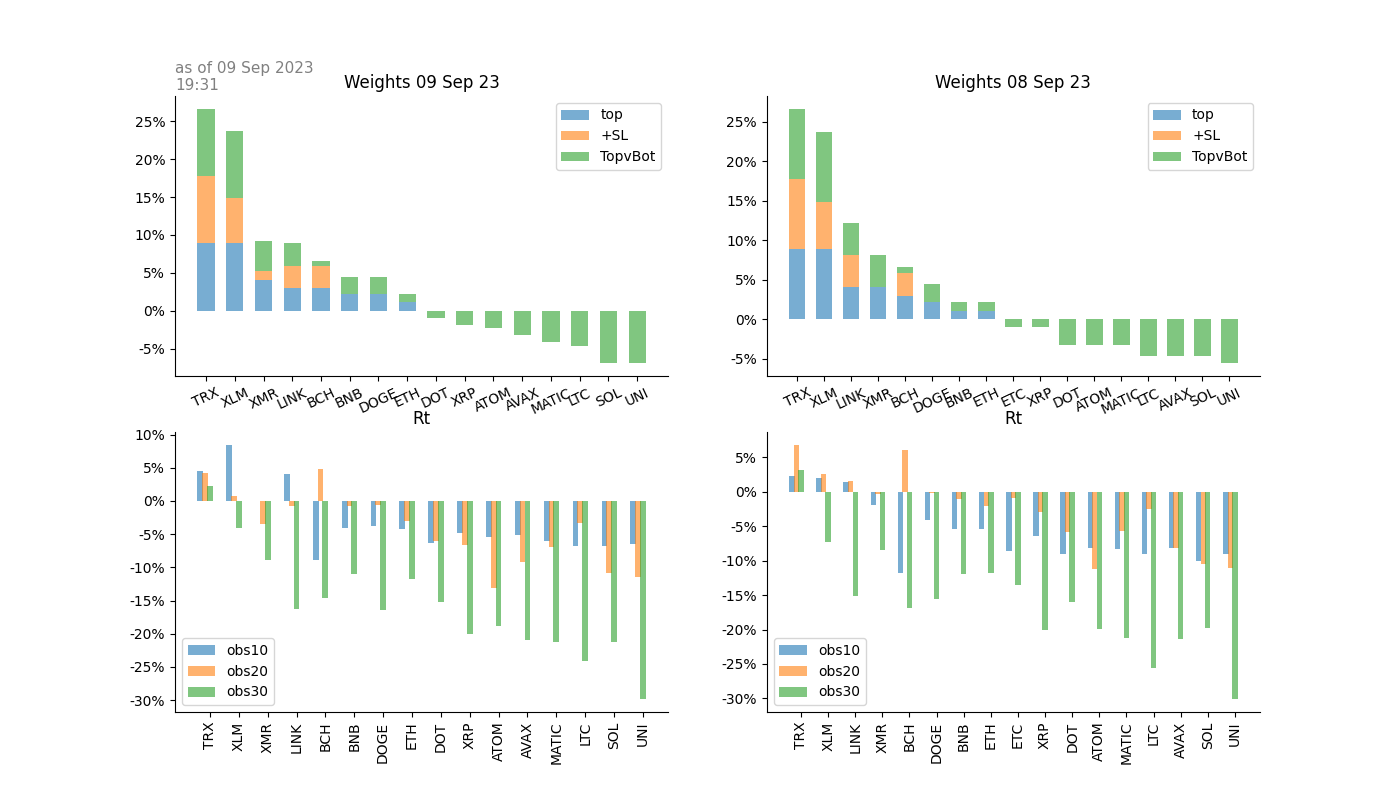 as of 09 Sep 2023
19:31
Weights 09 Sep 23
25%
20%
15%
10%
5%
0%
-5%
top
+SL
TopvBot
TRX XLM XMR LINK BCH BNB DOGE ETH DOT XRP ATOM AVAX MATIC LTC SOL UNI
Weights 08 Sep 23
25%
20%
15%
10%
5%
0%
-5%
top
+SL
TopvBot
TRX XLM LINK XMR BCH DOGE BNB ETH ETC XRP DOT ATOM MATIC LTC AVAX SOL UNI
Rt
10%
5%
0%
-5%
-10%
-15%
-20%
-25%
-30%
obs10
obs20
obs30
TRX XLM XMR LINK BCH BNB DOGE ETH DOT XRP ATOM AVAX MATIC LTC SOL UNI
Rt
5%
0%
-5%
-10%
-15%
-20%
-25%
-30%
obs10
obs20
obs30
TRX XLM LINK XMR BCH DOGE BNB ETH ETC XRP DOT ATOM MATIC LTC AVAX SOL UNI